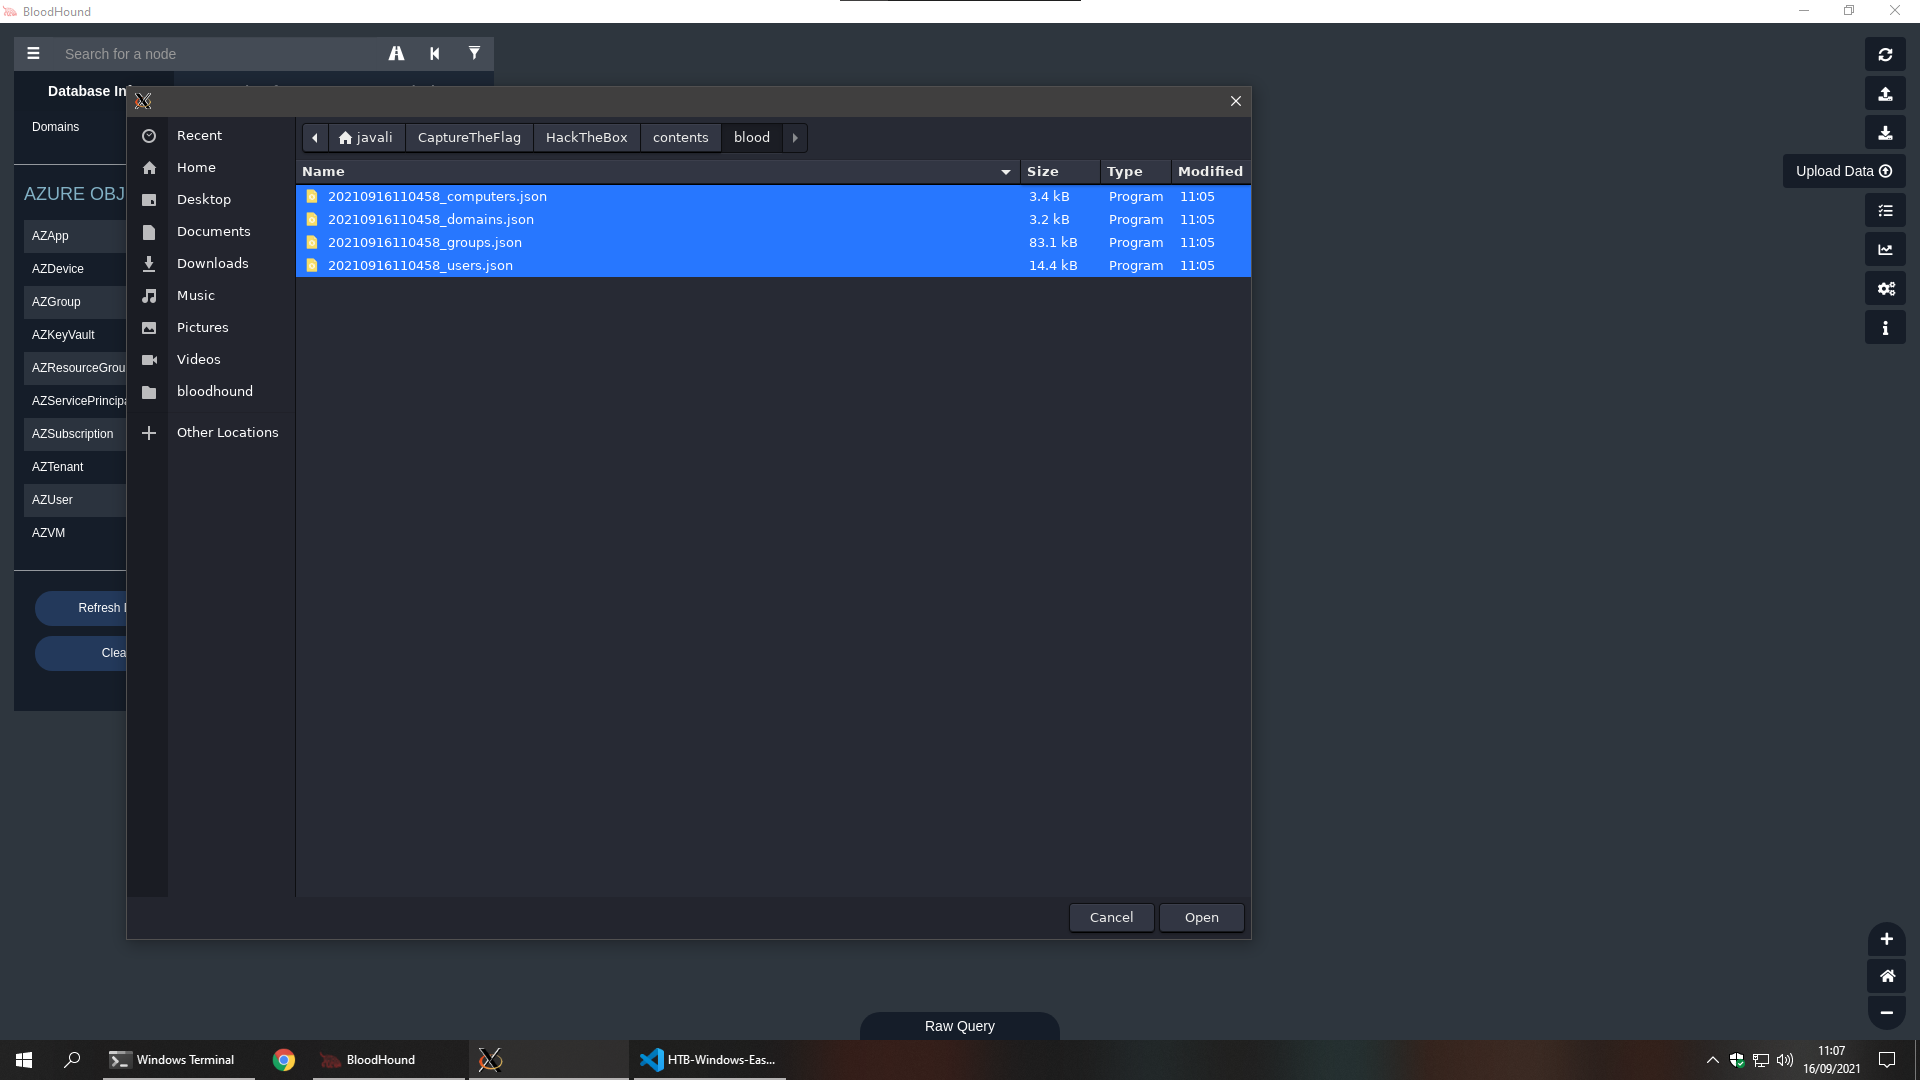 BloodHound
Search for a node
Database In
Domains
AZURE OBJ
AZApp
AZDevice
AZGroup
AZKeyVault
AZResourceGrou
AZServicePrincipa
AZSubscription
AZTenant
AZUser
AZVM
Refresh
Clea
Recent
Home
Desktop
Documents
Downloads
Music
Pictures
Videos
bloodhound
Other Locations
javali CaptureTheFlag HackTheBox contents blood
Name Size Type Modified
20210916110458_computers.json 3.4 kB Program 11:05
20210916110458_domains.json 3.2 kB Program 11:05
20210916110458_groups.json 83.1 kB Program 11:05
20210916110458_users.json 14.4 kB Program 11:05
Cancel Open
Upload Data
Raw Query
Windows Terminal BloodHound HTB-Windows-Eas...
11:07
16/09/2021